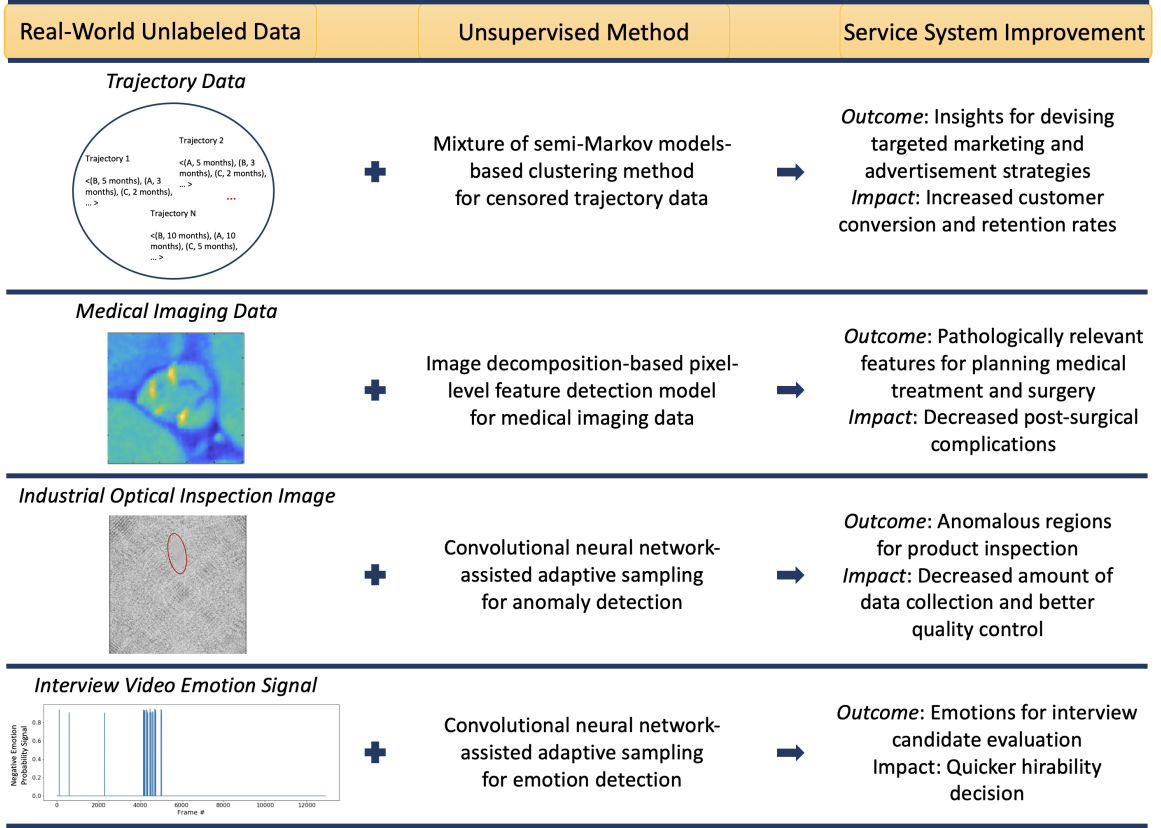 Real-World Unlabeled Data
Unsupervised Method
Service System Improvement
Trajectory Data
Trajectory 1
<(B, 5 months), (A, 3
months), (C, 2 months),
... >
Trajectory 2
<(A, 5 months), (B, 3
months), (C, 2 months),
... >
...
Trajectory N
<(B, 10 months), (A, 10
months), (C, 5 months),
... >
Mixture of semi-Markov models-
based clustering method
for censored trajectory data
Outcome: Insights for devising
targeted marketing and
advertisement strategies
Impact: Increased customer
conversion and retention rates
Medical Imaging Data
Image decomposition-based pixel-
level feature detection model
for medical imaging data
Outcome: Pathologically relevant
features for planning medical
treatment and surgery
Impact: Decreased post-surgical
complications
Industrial Optical Inspection Image
Convolutional neural network-
assisted adaptive sampling
for anomaly detection
Outcome: Anomalous regions
for product inspection
Impact: Decreased amount of
data collection and better
quality control
Interview Video Emotion Signal
Negative Emotion
Probability Signal
0.8
0.6
0.4
0.2
0.0
0
2000
4000
6000
8000
10000
12000
Frame #
Convolutional neural network-
assisted adaptive sampling
for emotion detection
Outcome: Emotions for interview
candidate evaluation
Impact: Quicker hirability
decision